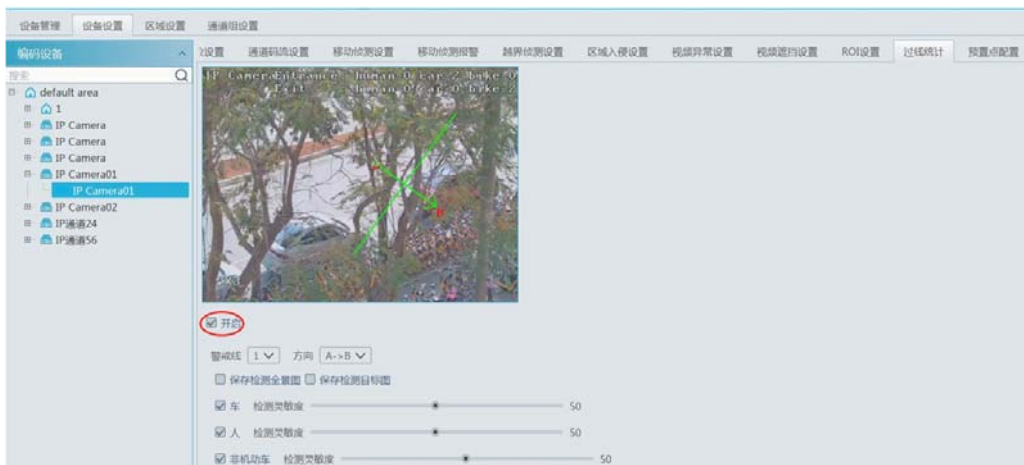 设备管理 设备设置 区域设置 通道组设置
编码设备
设置 通道码流设置 移动侦测设置 移动侦测报警 越界侦测设置 区域入侵设置 视频异常设置 视频遮挡设置 ROI设置 过线统计 预置点配置
搜索
default area
1
IP Camera
IP Camera
IP Camera
IP Camera01
IP Camera01
IP Camera02
IP通道24
IP通道56
IP Camera Entrance human 0 car 2 bike 0
Exit human 0 car 0 bike 2
B
开启
警戒线 1 方向 A->B
保存检测全景图 保存检测目标图
车 检测灵敏度 50
人 检测灵敏度 50
非机动车 检测灵敏度 50